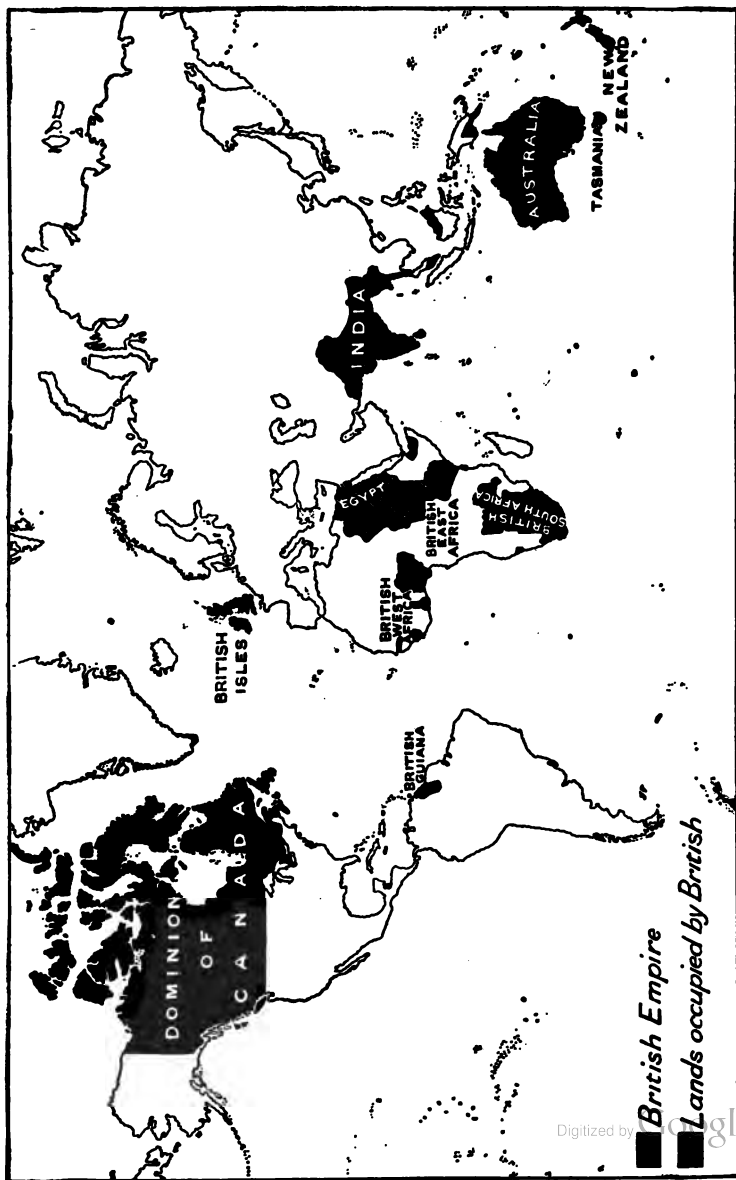 DOMINION
OF
CANADA
BRITISH
ISLES
BRITISH
GUIANA
BRITISH
WEST
AFRICA
EGYPT
BRITISH
EAST
AFRICA
BRITISH
SOUTH AFRICA
INDIA
AUSTRALIA
TASMANIA
NEW
ZEALAND
British Empire
Lands occupied by British
Digitized by Googl